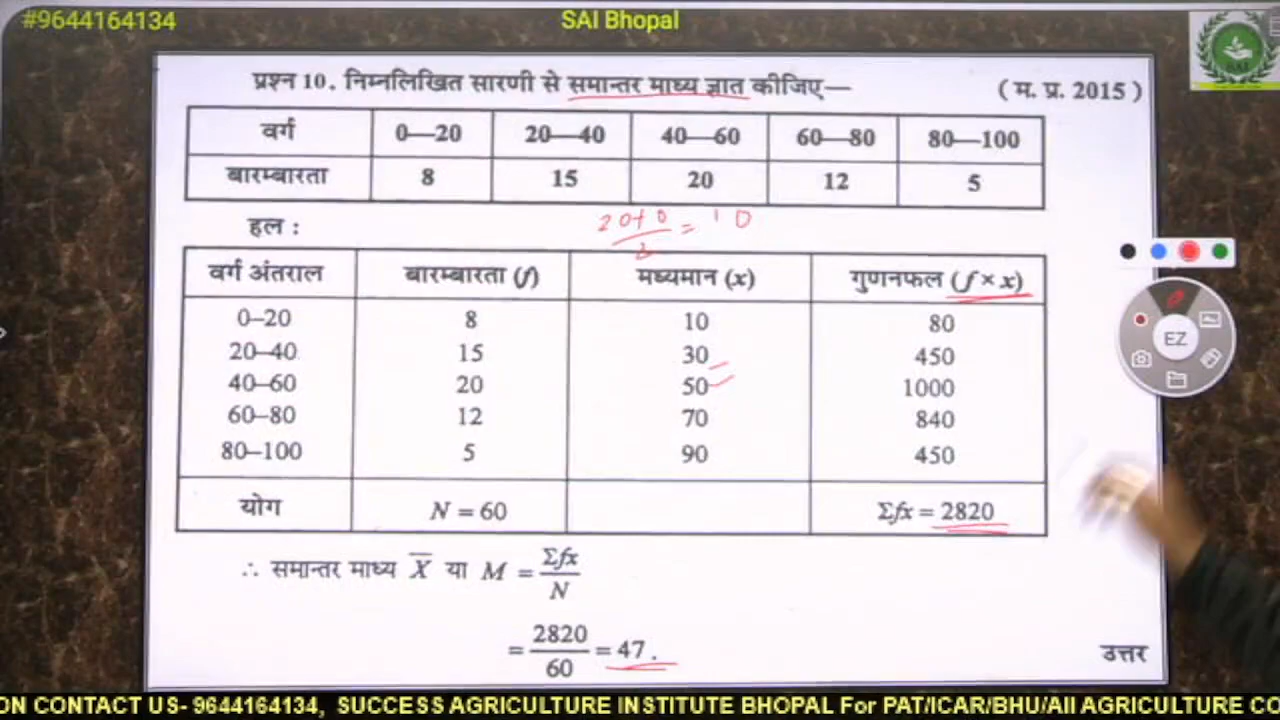 #9644164134
SAI Bhopal
प्रश्न 10. निम्नलिखित सारणी से समान्तर माध्य ज्ञात कीजिए— ( म. प्र. 2015 )
वर्ग 0—20 20—40 40—60 60—80 80—100
बारम्बारता 8 15 20 12 5
हल :
20+0 = 10
2
वर्ग अंतराल बारम्बारता (f) मध्यमान (x) गुणनफल (f × x)
0–20 8 10 80
20–40 15 30 450
40–60 20 50 1000
60–80 12 70 840
80–100 5 90 450
योग N = 60 Σfx = 2820
∴ समान्तर माध्य X̅ या M = Σfx
N
= 2820 = 47. उत्तर
60
EZ
ON CONTACT US- 9644164134, SUCCESS AGRICULTURE INSTITUTE BHOPAL For PAT/ICAR/BHU/All AGRICULTURE CO